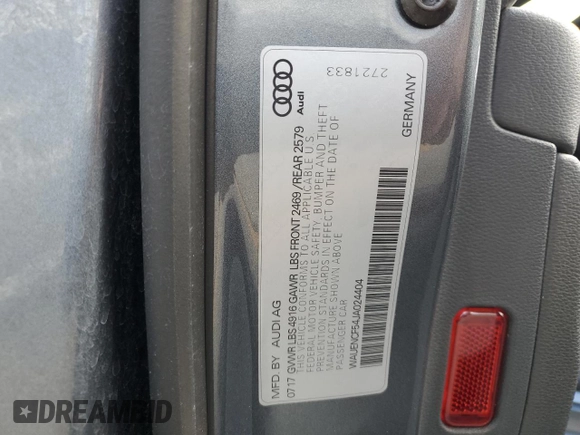 2721833
Audi
MFD. BY AUDI AG
GERMANY
07 17 GVWR LBS 4916 GAWR LBS FRONT 2469 /REAR 2579
THIS VEHICLE CONFORMS TO ALL APPLICABLE U S
FEDERAL MOTOR VEHICLE SAFETY, BUMPER AND THEFT
PREVENTION STANDARDS IN EFFECT ON THE DATE OF
MANUFACTURE SHOWN ABOVE
PASSENGER CAR
WAUENCF54JA024404
DREAMBID